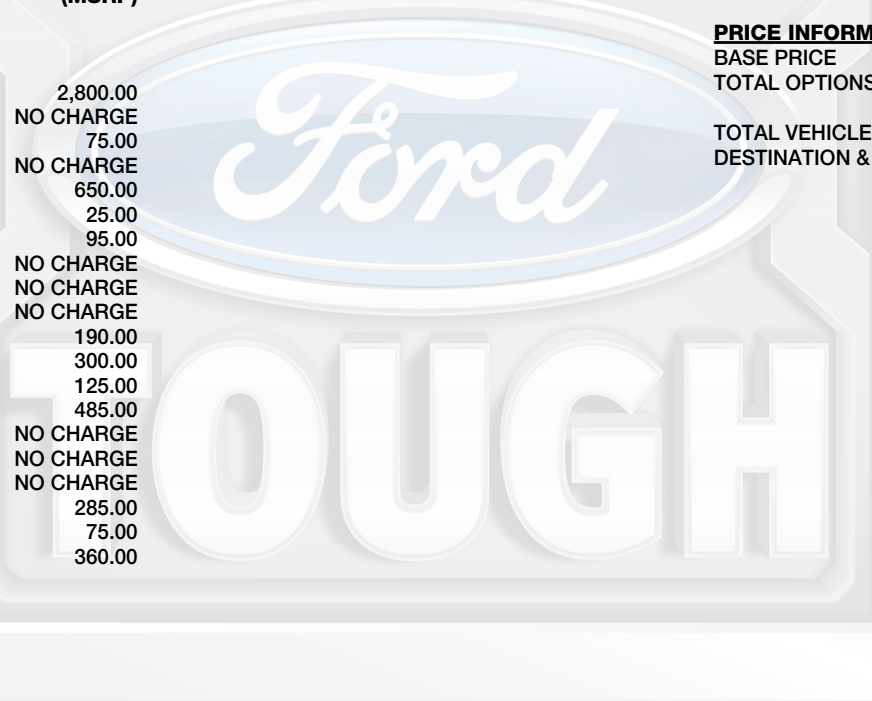 (MSRP)
2,800.00
NO CHARGE
75.00
NO CHARGE
650.00
25.00
95.00
NO CHARGE
NO CHARGE
NO CHARGE
190.00
300.00
125.00
485.00
NO CHARGE
NO CHARGE
NO CHARGE
285.00
75.00
360.00
PRICE INFORM
BASE PRICE
TOTAL OPTIONS
TOTAL VEHICLE
DESTINATION &
Ford
TOUGH